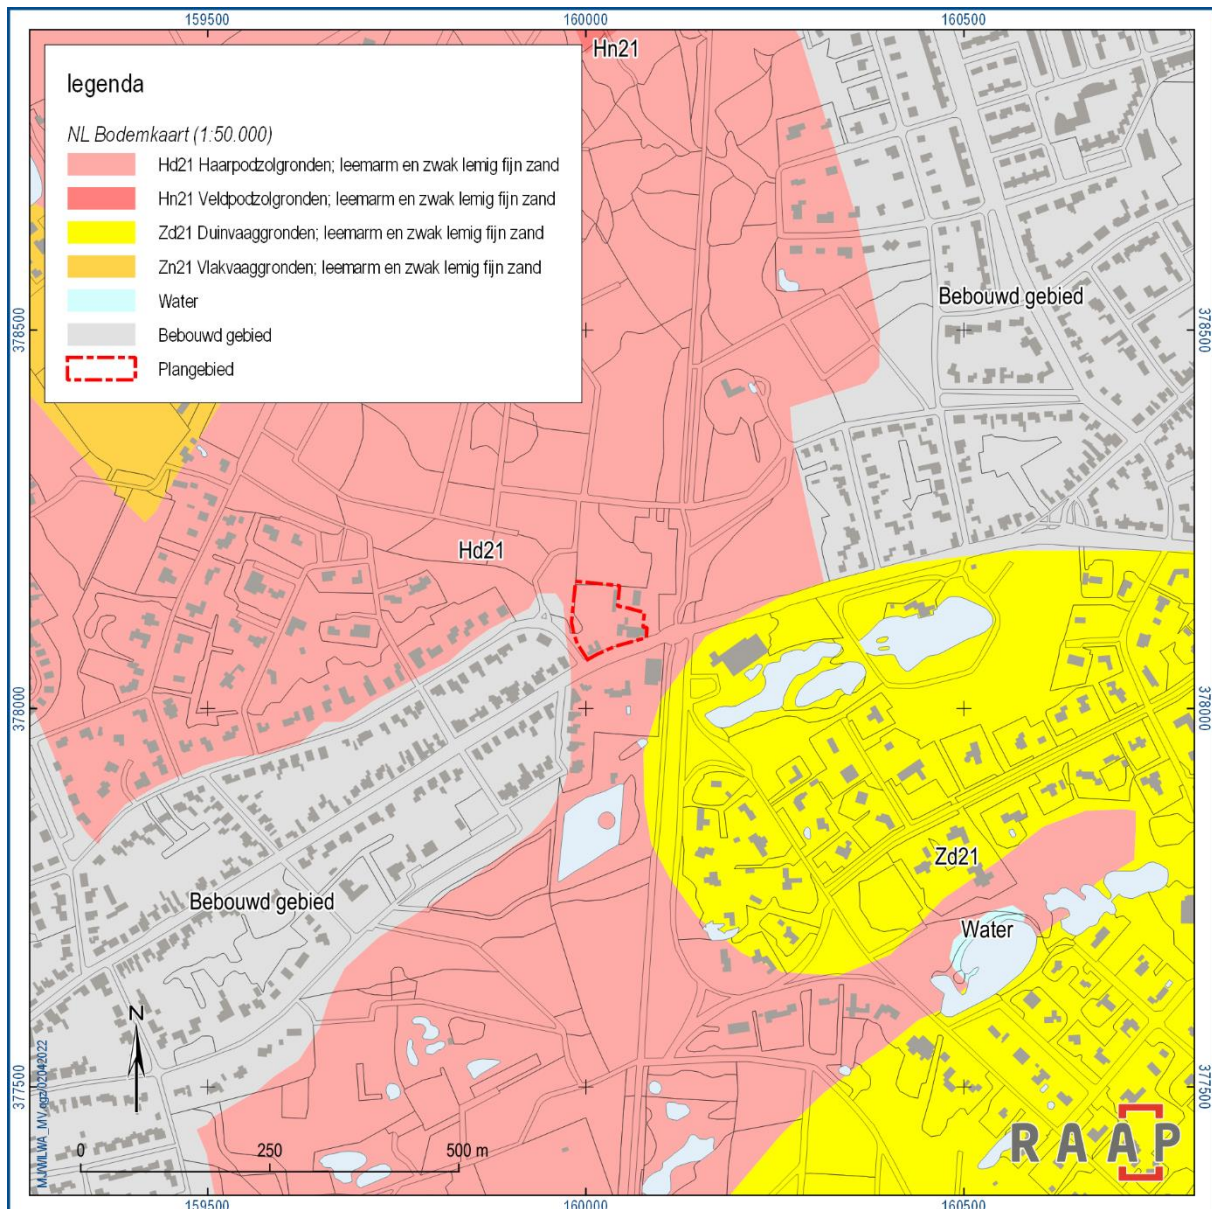 159500 160000 160500
Hn21
legenda
NL Bodemkaart (1:50.000)
Hd21 Haarpodzolgronden; leemarm en zwak lemig fijn zand
Hn21 Veldpodzolgronden; leemarm en zwak lemig fijn zand
Zd21 Duinvaaggronden; leemarm en zwak lemig fijn zand
Zn21 Vlakvaaggronden; leemarm en zwak lemig fijn zand
Water
Bebouwd gebied
Plangebied
Bebouwd gebied
378500 378500
Hd21
378000 378000
Zd21
Bebouwd gebied
Water
N
377500 377500
0 250 500 m
RAAP
159500 160000 160500